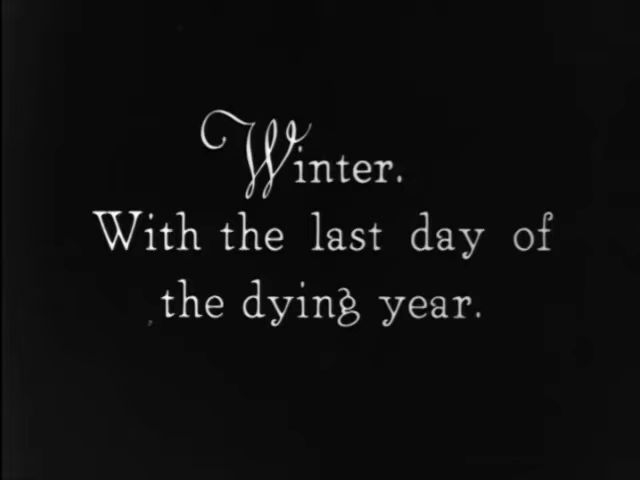 Winter.
With the last day of
the dying year.